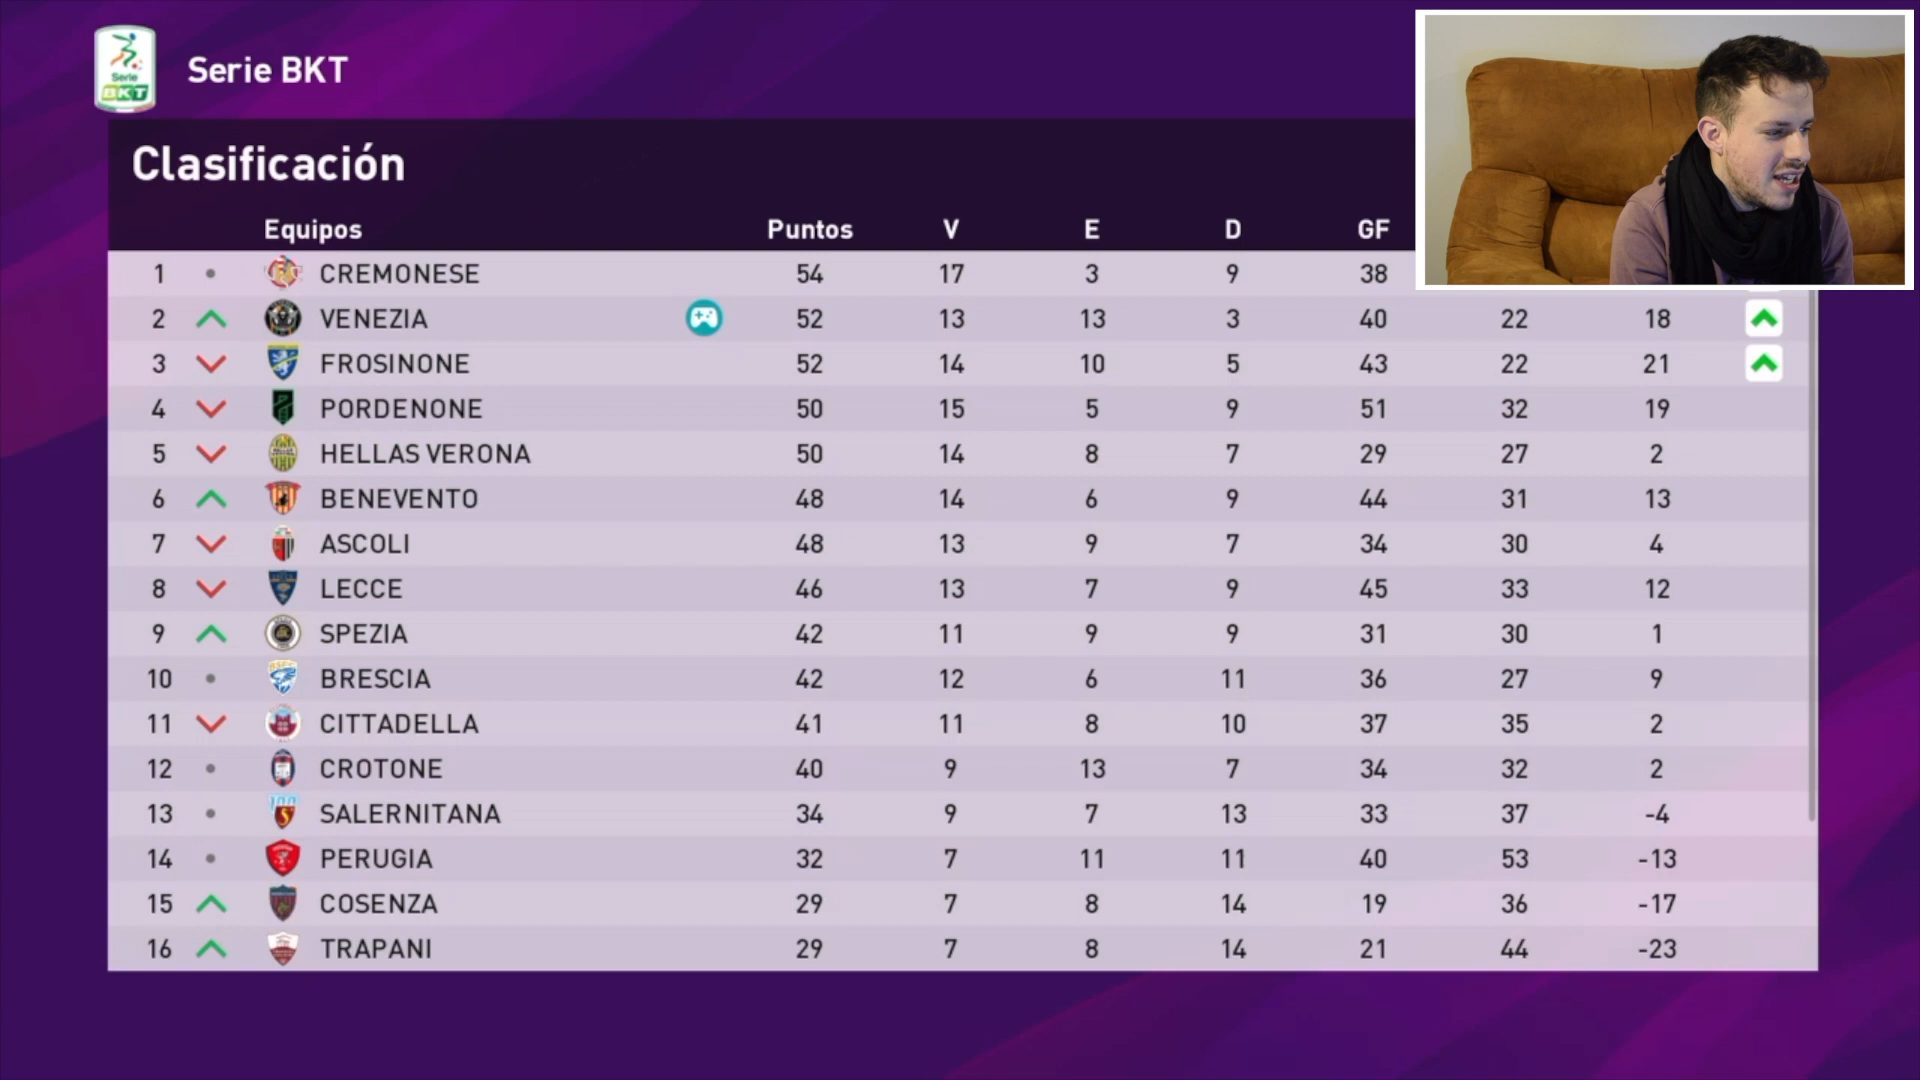 Serie BKT
Serie BKT
Clasificación
Equipos Puntos V E D GF
1 CREMONESE 54 17 3 9 38
2 VENEZIA 52 13 13 3 40 22 18
3 FROSINONE 52 14 10 5 43 22 21
4 PORDENONE 50 15 5 9 51 32 19
5 HELLAS VERONA 50 14 8 7 29 27 2
6 BENEVENTO 48 14 6 9 44 31 13
7 ASCOLI 48 13 9 7 34 30 4
8 LECCE 46 13 7 9 45 33 12
9 SPEZIA 42 11 9 9 31 30 1
10 BRESCIA 42 12 6 11 36 27 9
11 CITTADELLA 41 11 8 10 37 35 2
12 CROTONE 40 9 13 7 34 32 2
13 SALERNITANA 34 9 7 13 33 37 -4
14 PERUGIA 32 7 11 11 40 53 -13
15 COSENZA 29 7 8 14 19 36 -17
16 TRAPANI 29 7 8 14 21 44 -23